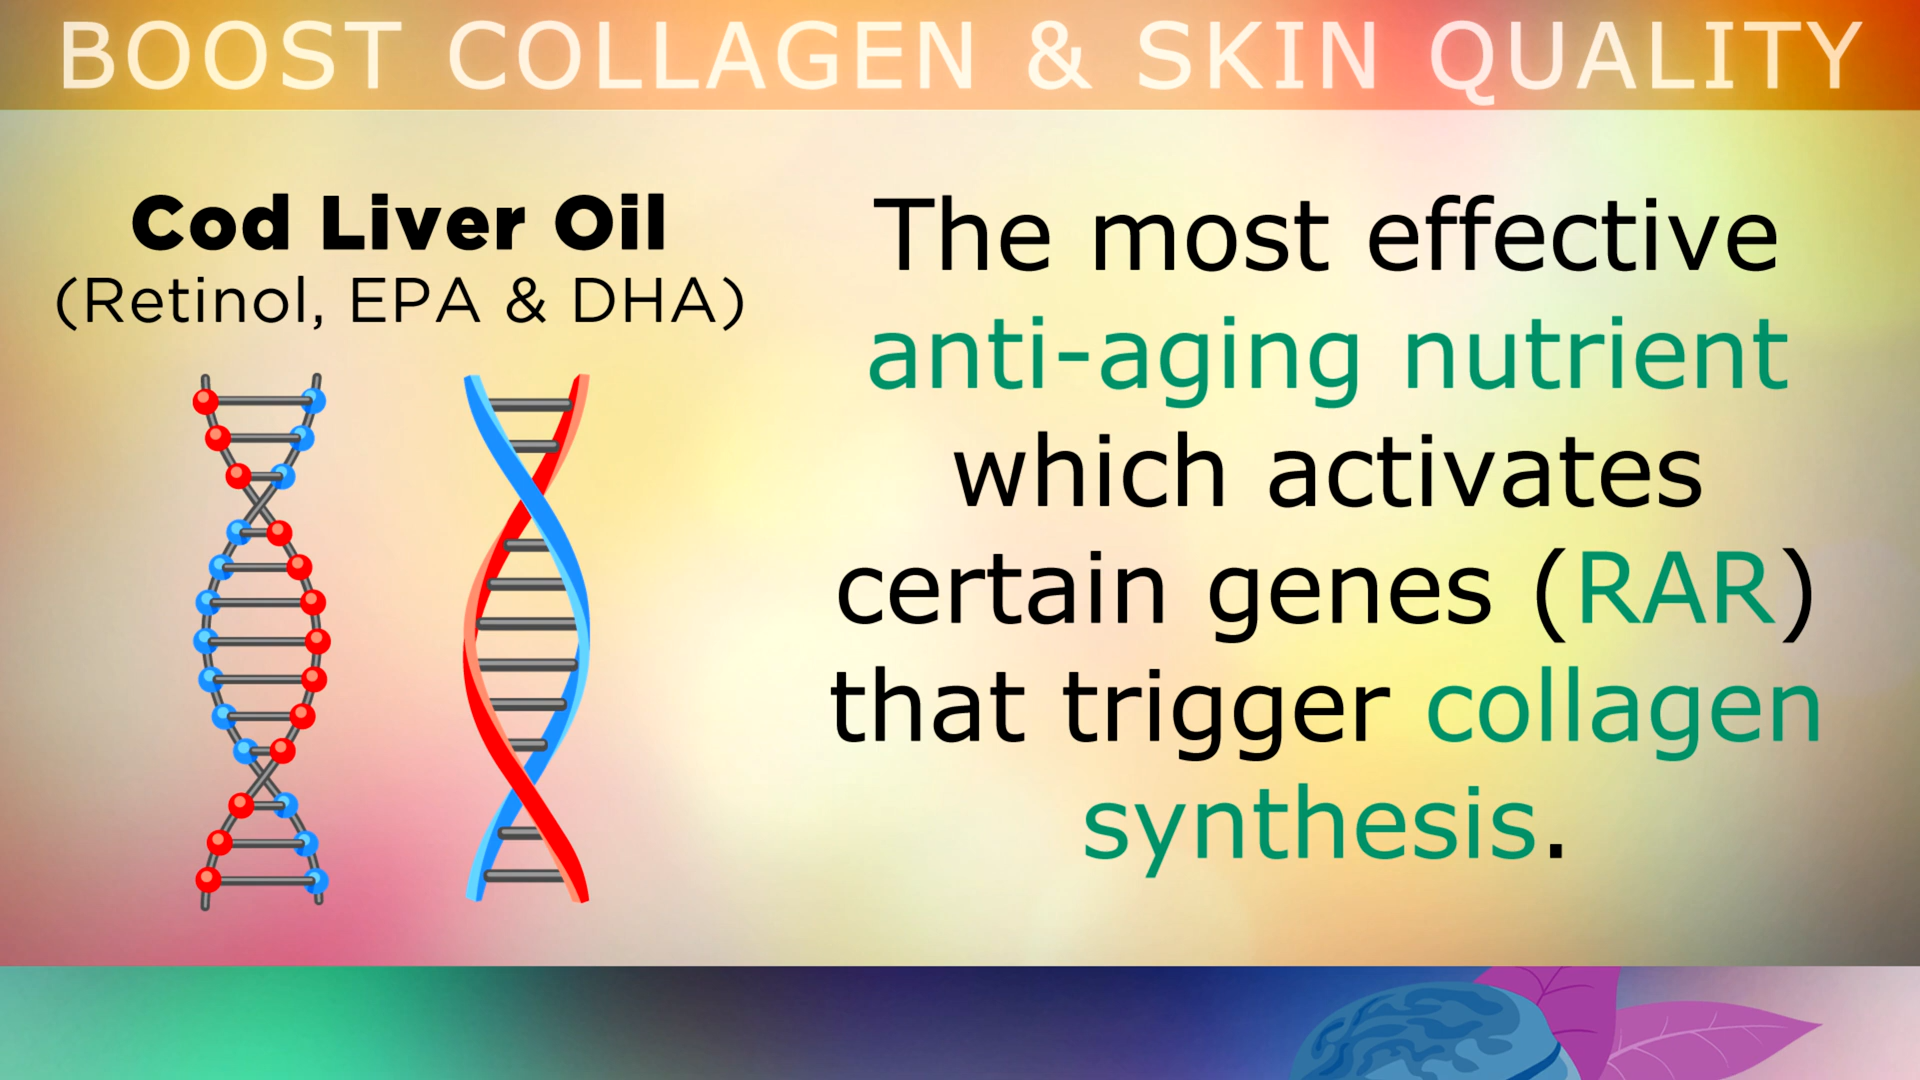 BOOST COLLAGEN & SKIN QUALITY
Cod Liver Oil
(Retinol, EPA & DHA)
The most effective
anti-aging nutrient
which activates
certain genes (RAR)
that trigger collagen
synthesis.